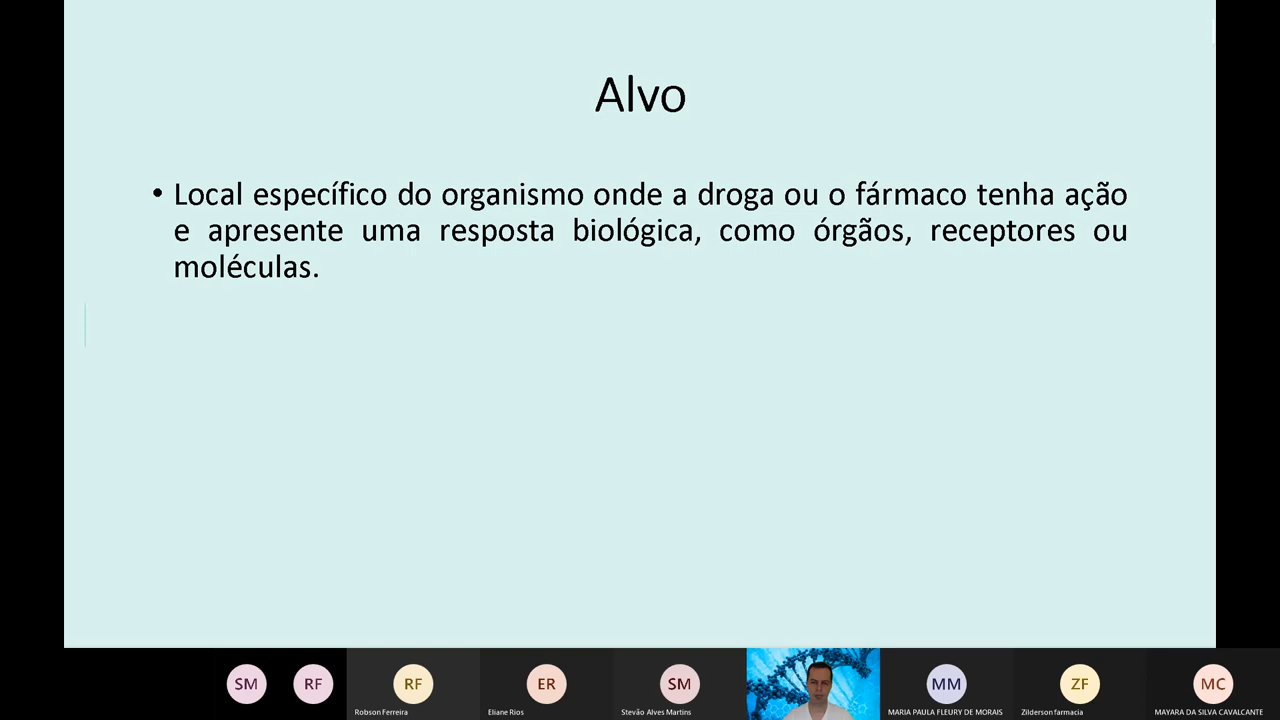 Alvo
• Local específico do organismo onde a droga ou o fármaco tenha ação
e apresente uma resposta biológica, como órgãos, receptores ou
moléculas.
SM RF RF ER SM MM ZF MC
Robson Ferreira Eliane Rios Stevão Alves Martins MARIA PAULA FLEURY DE MORAIS Zilderson farmacia MAYARA DA SILVA CAVALCANTE